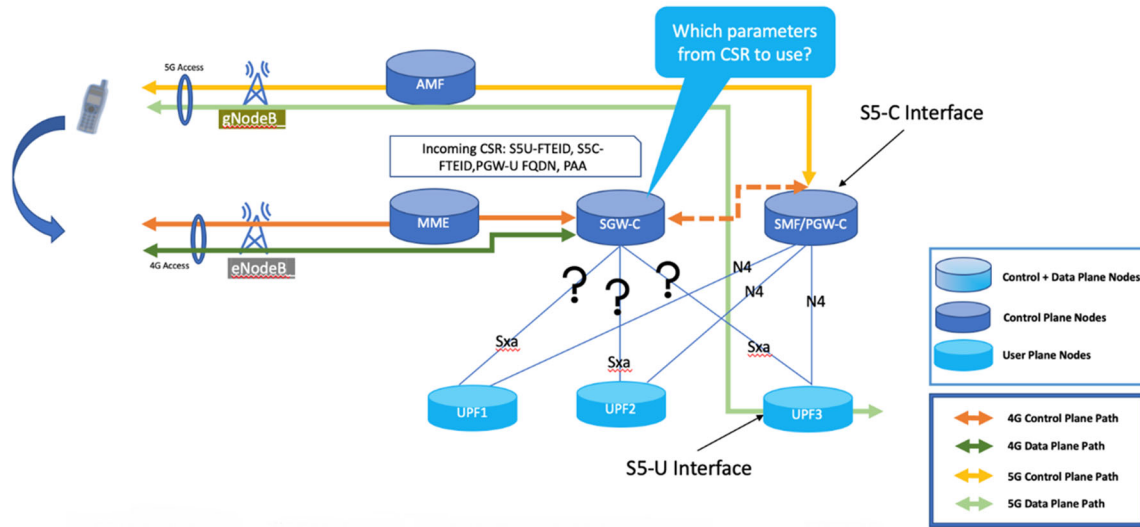 Which parameters
from CSR to use?
5G Access
AMF
gNodeB
S5-C Interface
Incoming CSR: S5U-FTEID, S5C-
FTEID,PGW-U FQDN, PAA
MME
SGW-C
SMF/PGW-C
4G Access
eNodeB
?
?
?
N4
N4
N4
Sxa
Sxa
Sxa
UPF1
UPF2
UPF3
S5-U Interface
Control + Data Plane Nodes
Control Plane Nodes
User Plane Nodes
4G Control Plane Path
4G Data Plane Path
5G Control Plane Path
5G Data Plane Path